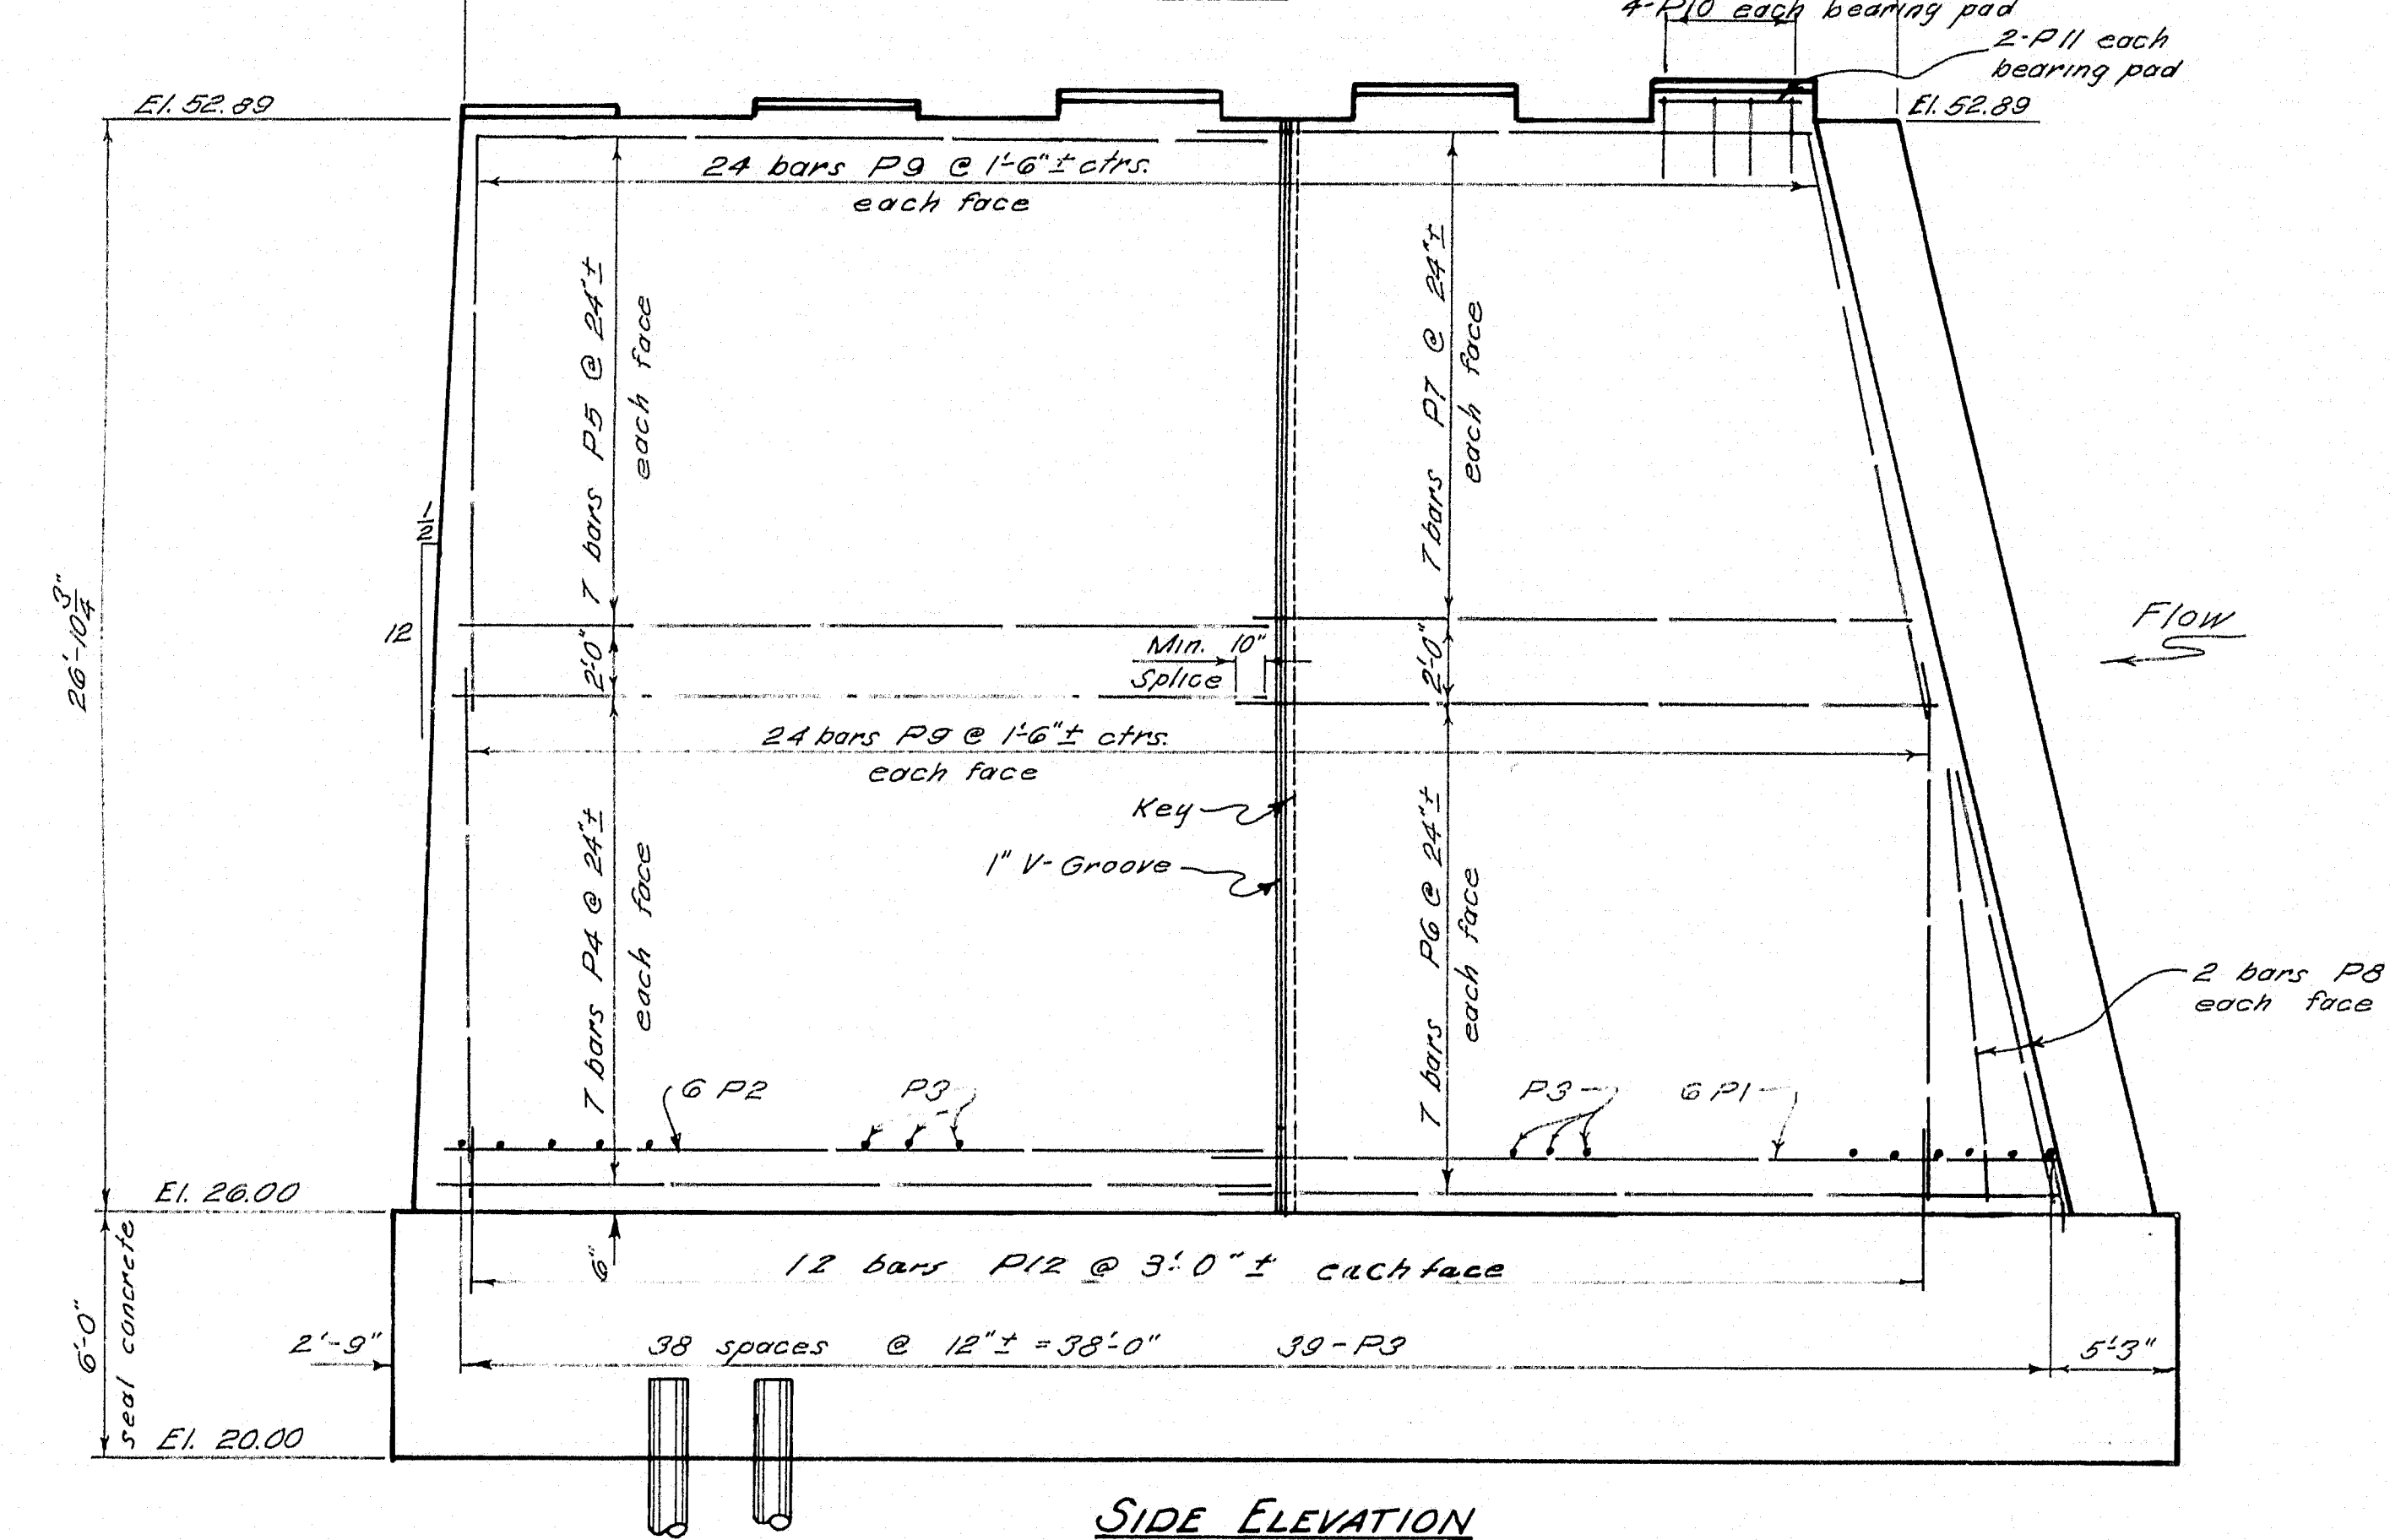 4-P10 each bearing pad
2-P11 each
bearing pad
El. 52.89
El. 52.89
24 bars P9 @ 1'-6"± ctrs.
each face
7 bars P5 @ 24"±
each face
7 bars P7 @ 24"±
each face
1/2
12
26'-10 3/4"
Flow
2'-0"
Min. 10"
Splice
2'-0"
24 bars P9 @ 1'-6"± ctrs.
each face
Key
1" V-Groove
7 bars P4 @ 24"±
each face
7 bars P6 @ 24"±
each face
2 bars P8
each face
6 P2
P3
P3
6 P1
El. 26.00
6"
12 bars P12 @ 3'-0"± each face
6'-0"
seal concrete
2'-9"
38 spaces @ 12"± = 38'-0"
39-P3
5'-3"
El. 20.00
SIDE ELEVATION